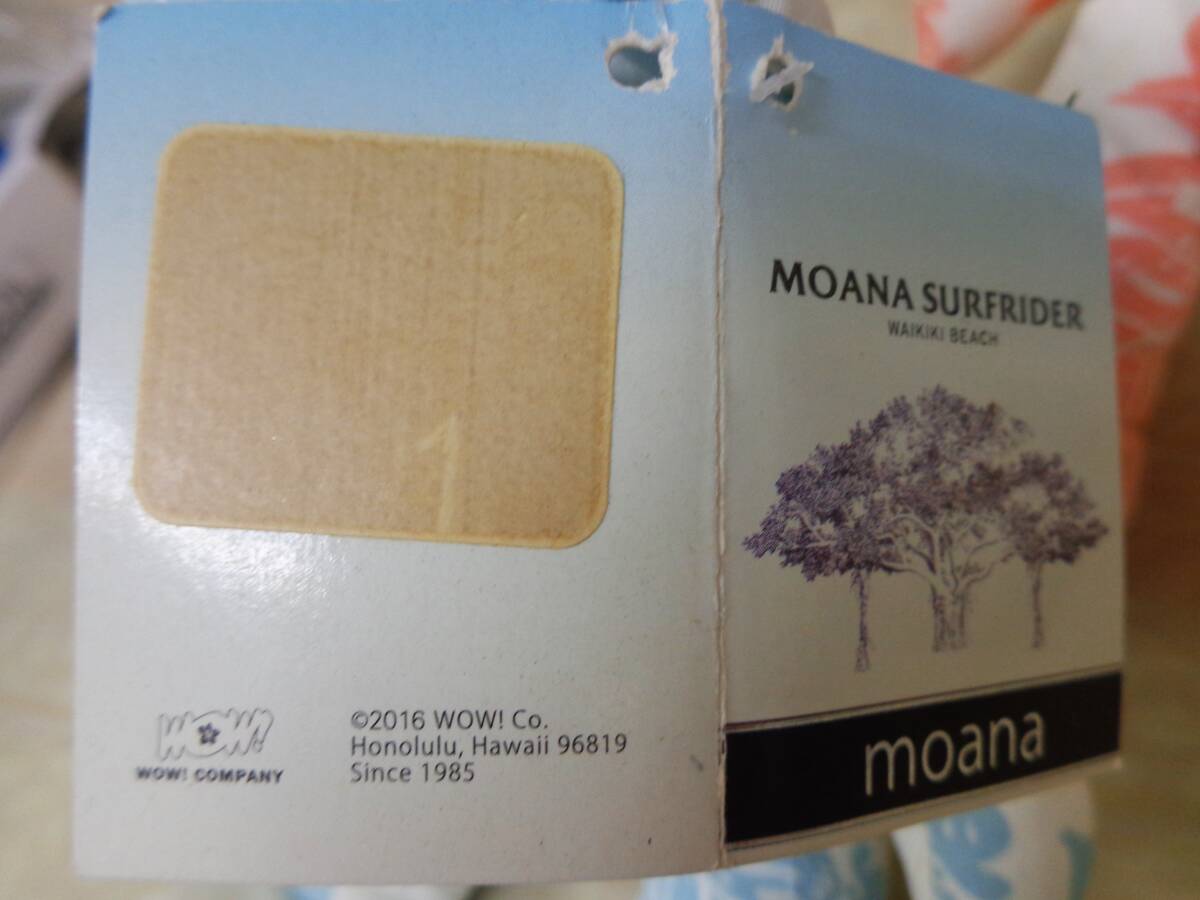 WOW!
WOW! COMPANY
©2016 WOW! Co.
Honolulu, Hawaii 96819
Since 1985
MOANA SURFRIDER
WAIKIKI BEACH
moana